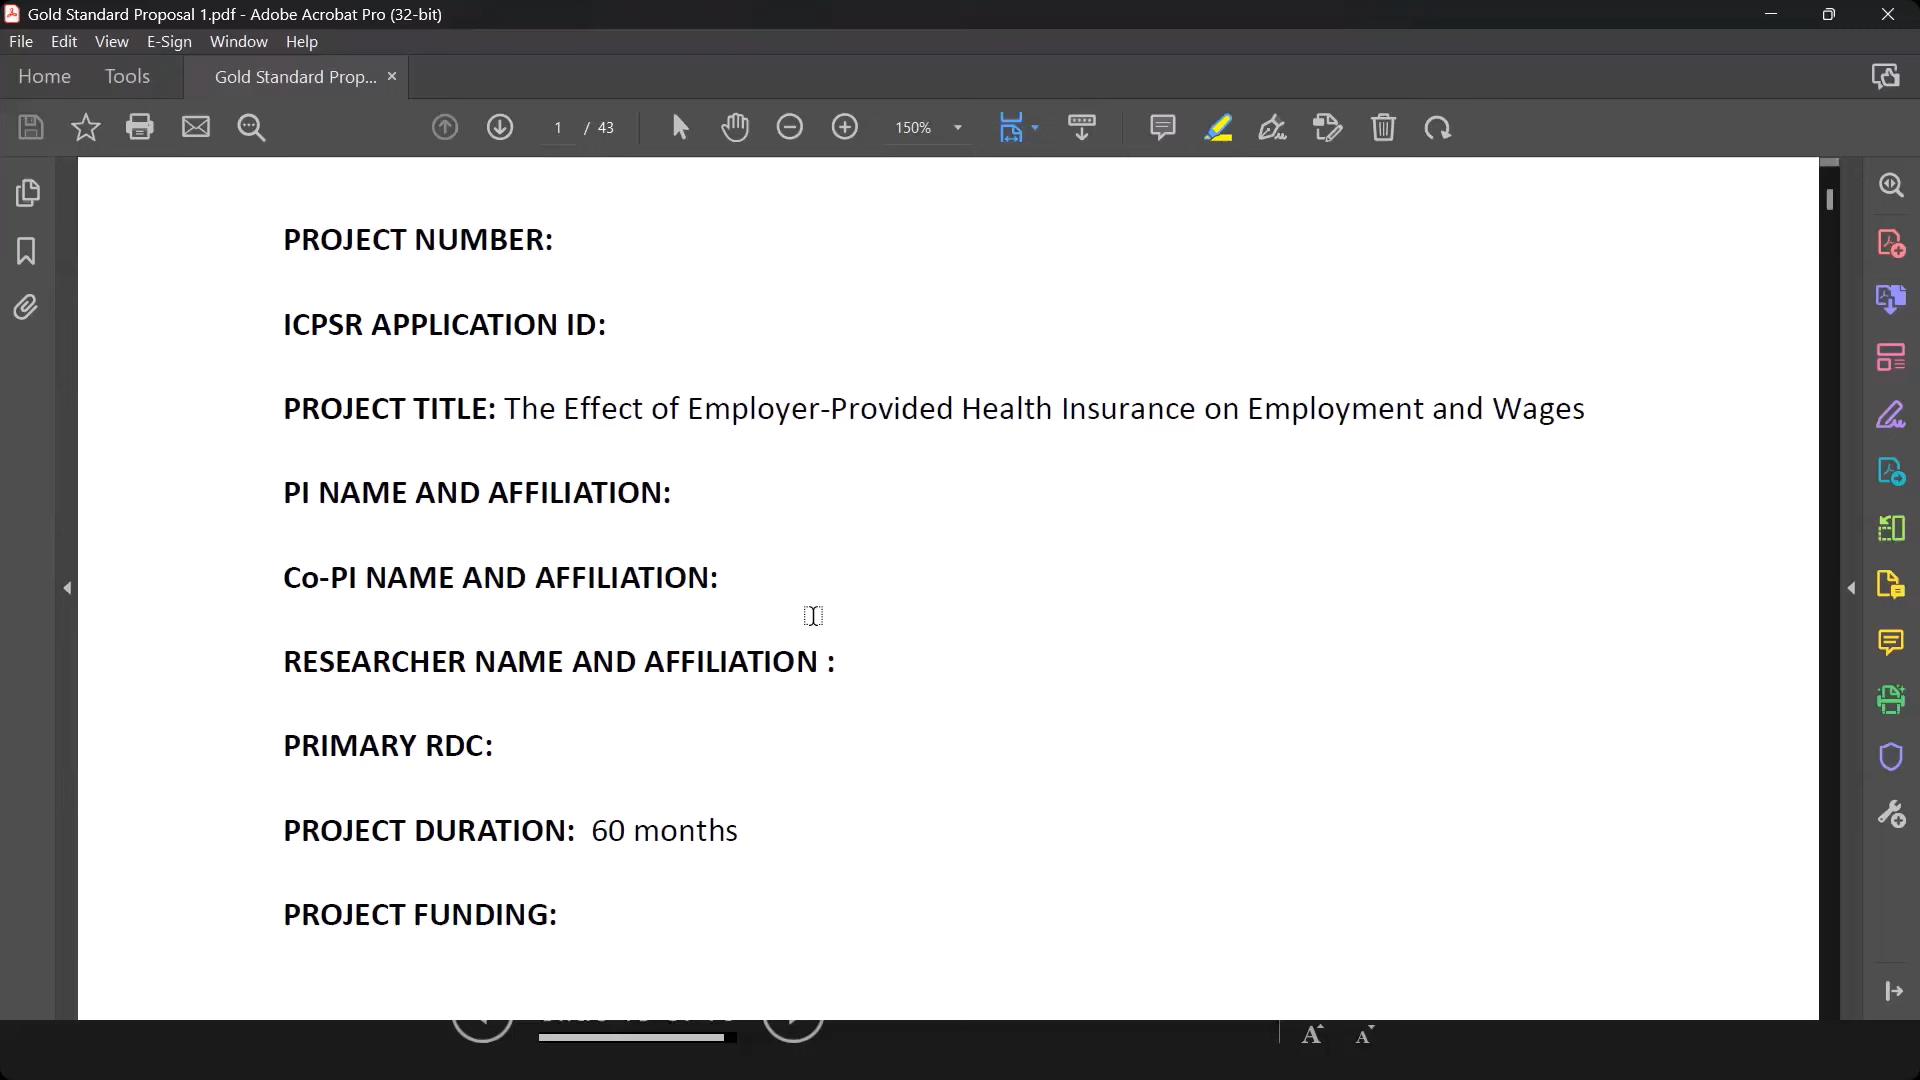 Gold Standard Proposal 1.pdf - Adobe Acrobat Pro (32-bit)
File Edit View E-Sign Window Help
Home Tools Gold Standard Prop... ×
1 / 43 150%
PROJECT NUMBER:
ICPSR APPLICATION ID:
PROJECT TITLE: The Effect of Employer-Provided Health Insurance on Employment and Wages
PI NAME AND AFFILIATION:
Co-PI NAME AND AFFILIATION:
RESEARCHER NAME AND AFFILIATION :
PRIMARY RDC:
PROJECT DURATION: 60 months
PROJECT FUNDING:
A A